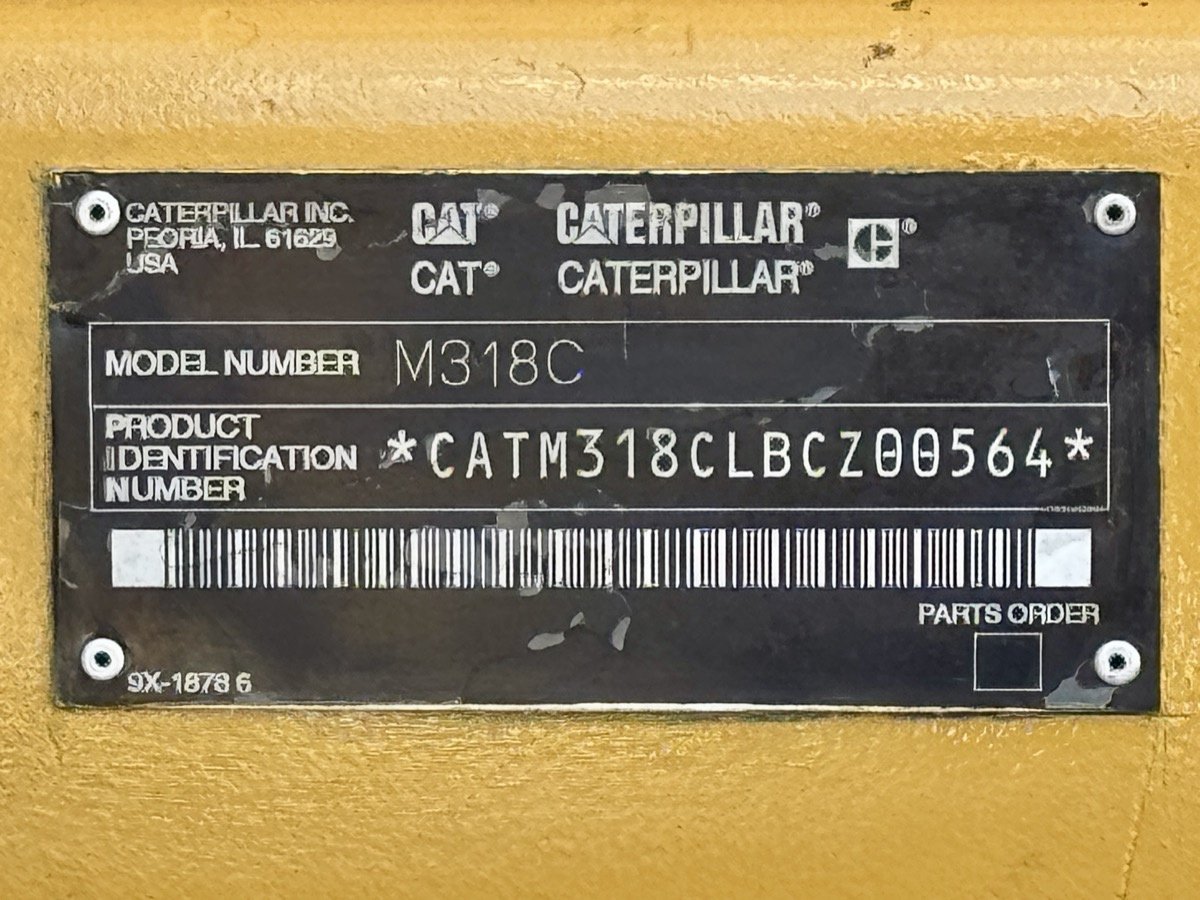 CATERPILLAR INC.
PEORIA, IL 61629
USA
CAT® CATERPILLAR®
CAT® CATERPILLAR®
C®
MODEL NUMBER M318C
PRODUCT
IDENTIFICATION
NUMBER
*CATM318CLBCZ00564*
PARTS ORDER
9X-1878 6